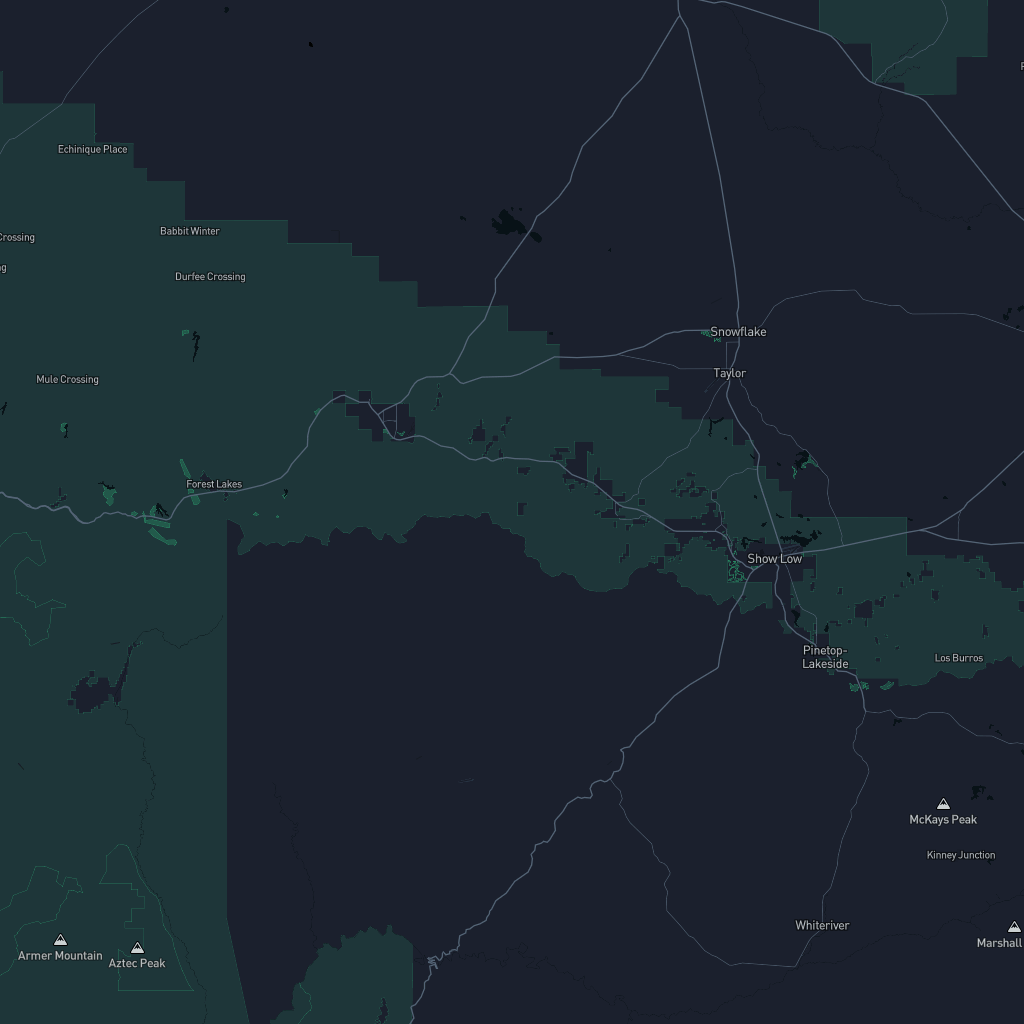 Echinique Place
Babbit Winter
Crossing
Durfee Crossing
Snowflake
Taylor
Mule Crossing
Forest Lakes
Show Low
Pinetop-
Lakeside
Los Burros
McKays Peak
Kinney Junction
Whiteriver
Armer Mountain
Aztec Peak
Marshall